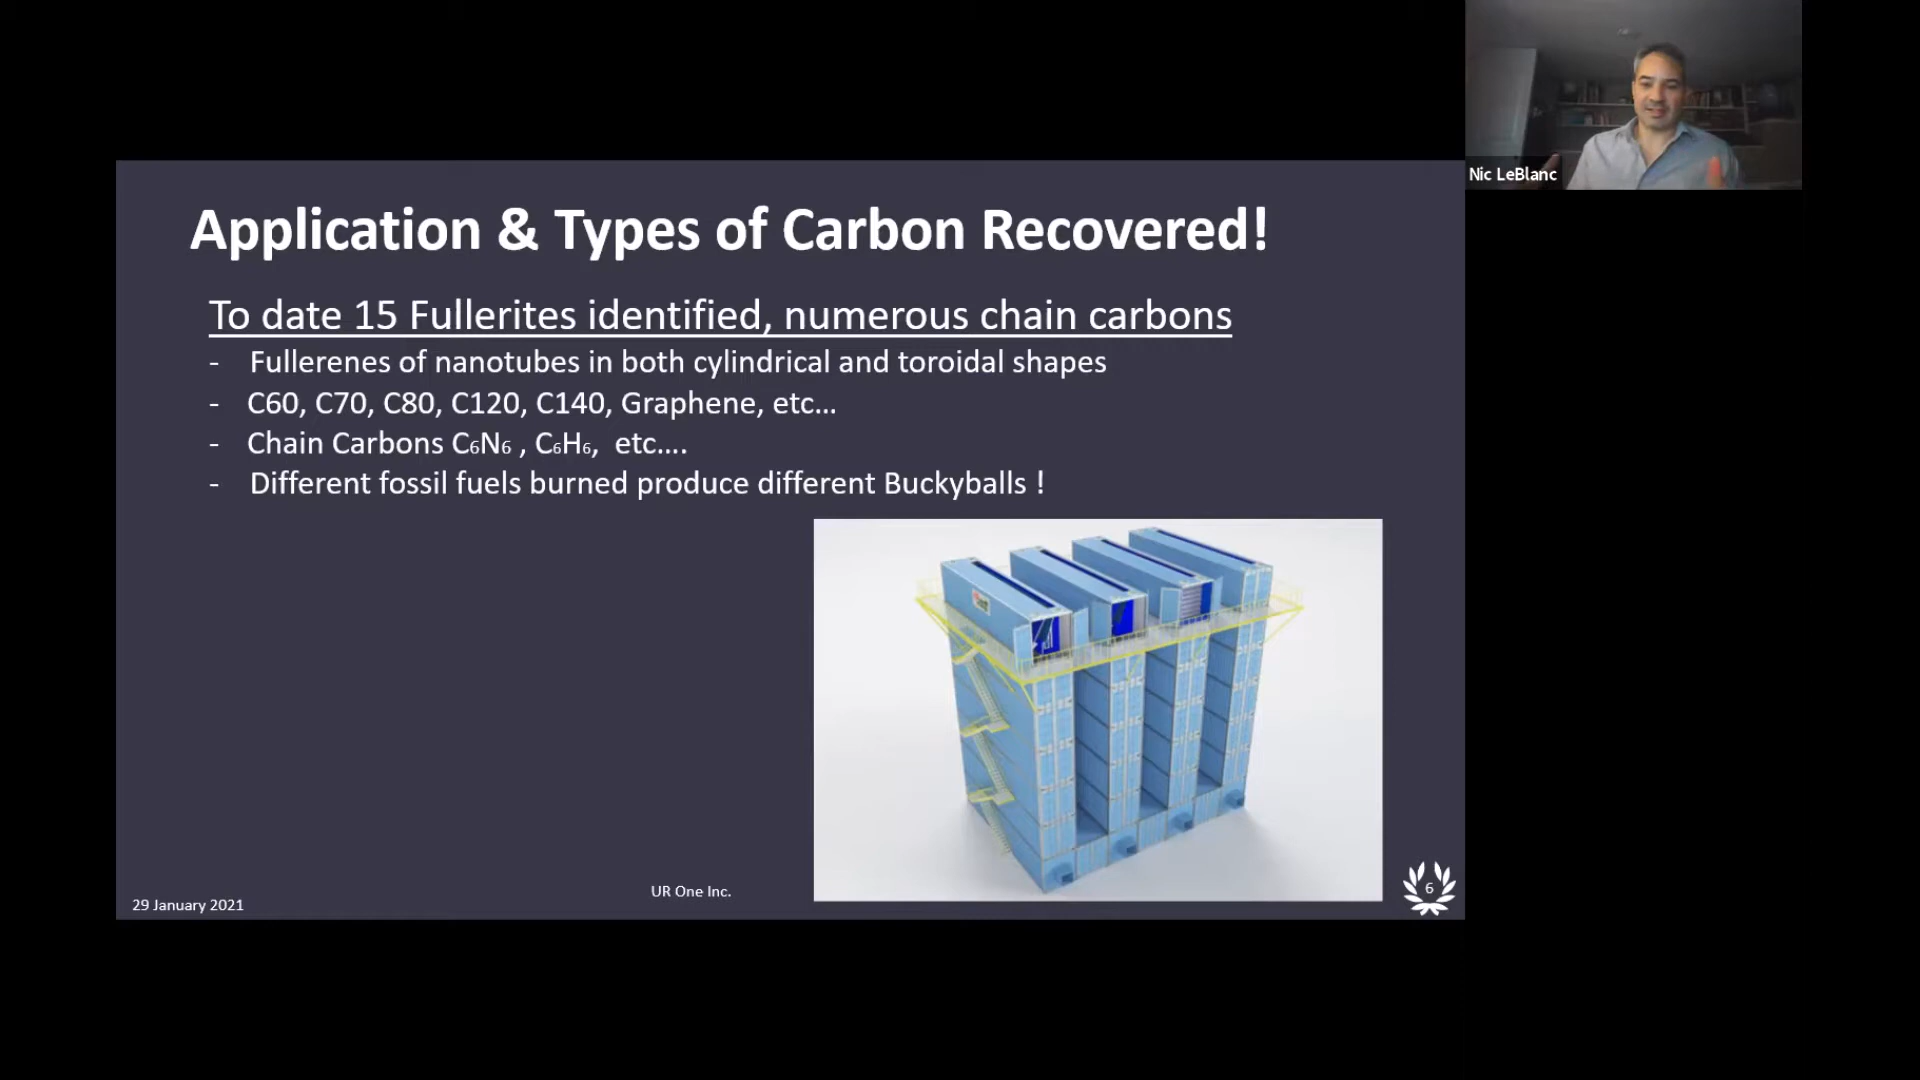 Nic LeBlanc
Application & Types of Carbon Recovered!
To date 15 Fullerites identified, numerous chain carbons
- Fullerenes of nanotubes in both cylindrical and toroidal shapes
- C60, C70, C80, C120, C140, Graphene, etc...
- Chain Carbons C₆N₆ , C₆H₆, etc....
- Different fossil fuels burned produce different Buckyballs !
29 January 2021
UR One Inc.
6